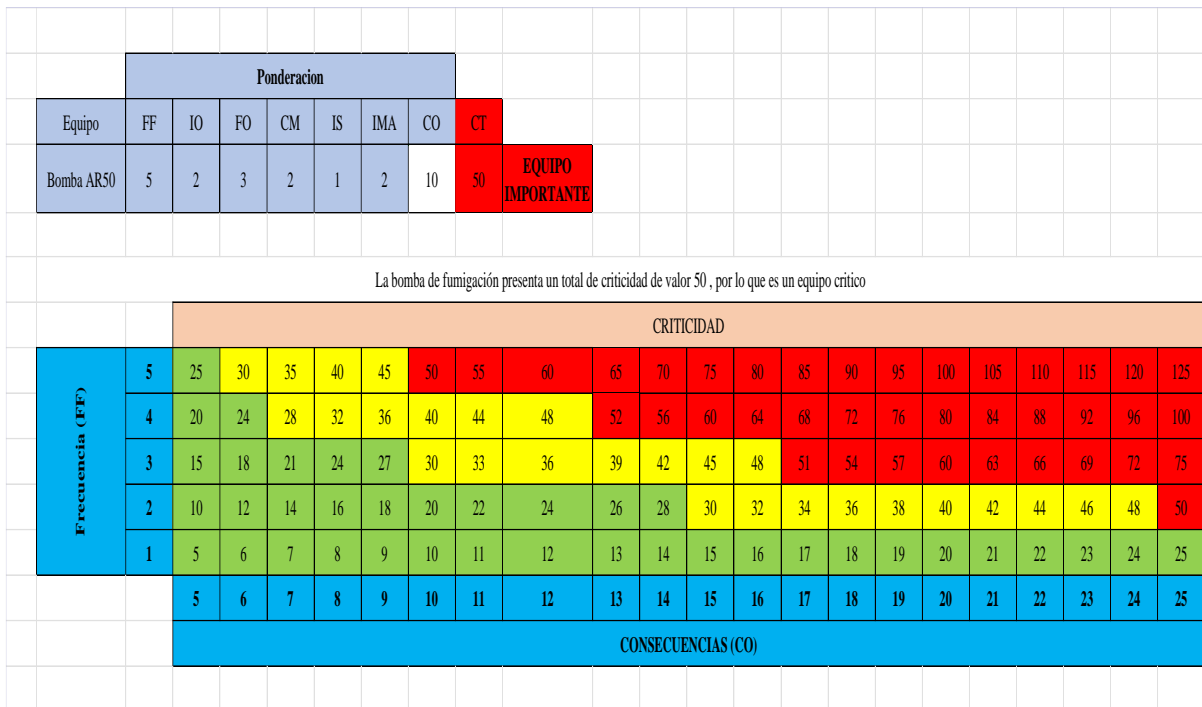 Ponderacion
Equipo FF IO FO CM IS IMA CO CT
Bomba AR50 5 2 3 2 1 2 10 50 EQUIPO IMPORTANTE
La bomba de fumigación presenta un total de criticidad de valor 50 , por lo que es un equipo critico
CRITICIDAD
Frecuencia (FF)
5 25 30 35 40 45 50 55 60 65 70 75 80 85 90 95 100 105 110 115 120 125
4 20 24 28 32 36 40 44 48 52 56 60 64 68 72 76 80 84 88 92 96 100
3 15 18 21 24 27 30 33 36 39 42 45 48 51 54 57 60 63 66 69 72 75
2 10 12 14 16 18 20 22 24 26 28 30 32 34 36 38 40 42 44 46 48 50
1 5 6 7 8 9 10 11 12 13 14 15 16 17 18 19 20 21 22 23 24 25
5 6 7 8 9 10 11 12 13 14 15 16 17 18 19 20 21 22 23 24 25
CONSECUENCIAS (CO)